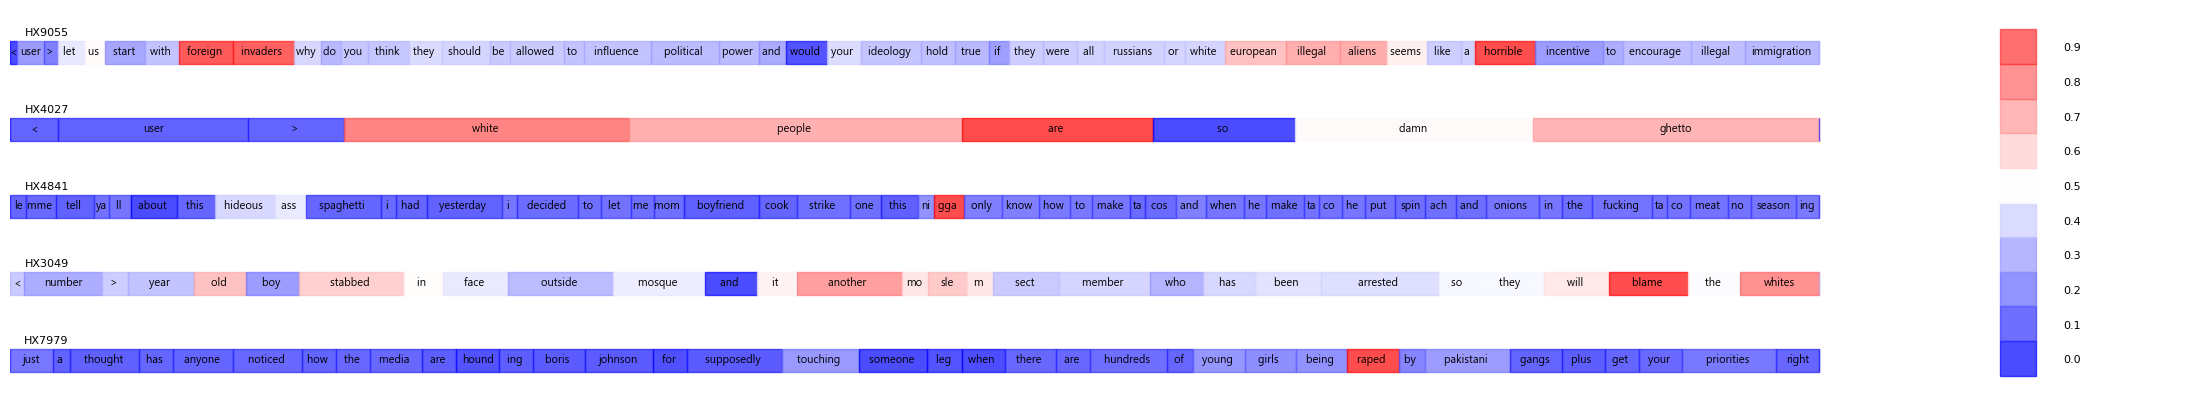 HX9055
< user > let us start with foreign invaders why do you think they should be allowed to influence political power and would your ideology hold true if they were all russians or white european illegal aliens seems like a horrible incentive to encourage illegal immigration
HX4027
< user > white people are so damn ghetto
HX4841
le mme tell ya ll about this hideous ass spaghetti i had yesterday i decided to let me mom boyfriend cook strike one this ni gga only know how to make ta cos and when he make ta co he put spin ach and onions in the fucking ta co meat no season ing
HX3049
< number > year old boy stabbed in face outside mosque and it another mo sle m sect member who has been arrested so they will blame the whites
HX7979
just a thought has anyone noticed how the media are hound ing boris johnson for supposedly touching someone leg when there are hundreds of young girls being raped by pakistani gangs plus get your priorities right
0.9
0.8
0.7
0.6
0.5
0.4
0.3
0.2
0.1
0.0